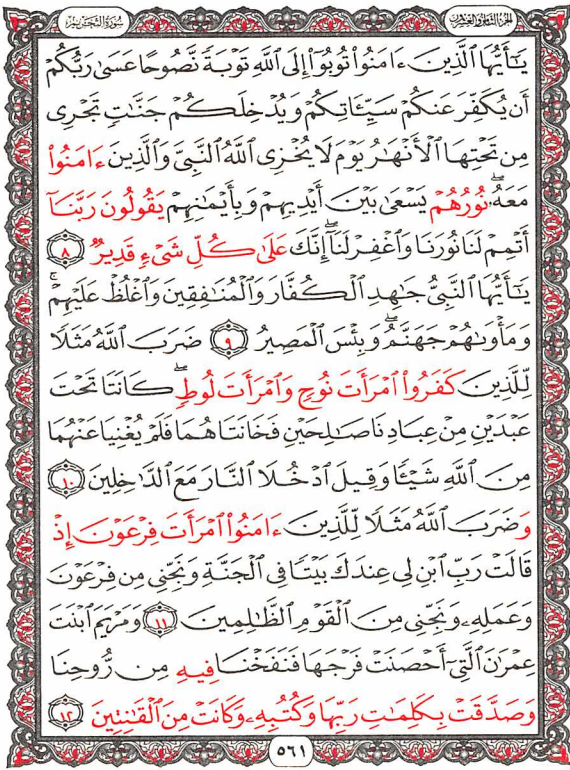 الجزء الثامن والعشرون
سُورَةُ التَّحْرِيمِ
يَٰٓأَيُّهَا ٱلَّذِينَ ءَامَنُوا۟ تُوبُوٓا۟ إِلَى ٱللَّهِ تَوْبَةً نَّصُوحًا عَسَىٰ رَبُّكُمْ
أَن يُكَفِّرَ عَنكُمْ سَيِّـَٔاتِكُمْ وَيُدْخِلَكُمْ جَنَّٰتٍ تَجْرِى
مِن تَحْتِهَا ٱلْأَنْهَٰرُ يَوْمَ لَا يُخْزِى ٱللَّهُ ٱلنَّبِىَّ وَٱلَّذِينَ ءَامَنُوا۟
مَعَهُۥۖ نُورُهُمْ يَسْعَىٰ بَيْنَ أَيْدِيهِمْ وَبِأَيْمَٰنِهِمْ يَقُولُونَ رَبَّنَآ
أَتْمِمْ لَنَا نُورَنَا وَٱغْفِرْ لَنَآۖ إِنَّكَ عَلَىٰ كُلِّ شَىْءٍ قَدِيرٌ ٨
يَٰٓأَيُّهَا ٱلنَّبِىُّ جَٰهِدِ ٱلْكُفَّارَ وَٱلْمُنَٰفِقِينَ وَٱغْلُظْ عَلَيْهِمْۚ
وَمَأْوَىٰهُمْ جَهَنَّمُۖ وَبِئْسَ ٱلْمَصِيرُ ٩ ضَرَبَ ٱللَّهُ مَثَلًا
لِّلَّذِينَ كَفَرُوا۟ ٱمْرَأَتَ نُوحٍ وَٱمْرَأَتَ لُوطٍۖ كَانَتَا تَحْتَ
عَبْدَيْنِ مِنْ عِبَادِنَا صَٰلِحَيْنِ فَخَانَتَاهُمَا فَلَمْ يُغْنِيَا عَنْهُمَا
مِنَ ٱللَّهِ شَيْـًٔا وَقِيلَ ٱدْخُلَا ٱلنَّارَ مَعَ ٱلدَّٰخِلِينَ ١٠
وَضَرَبَ ٱللَّهُ مَثَلًا لِّلَّذِينَ ءَامَنُوا۟ ٱمْرَأَتَ فِرْعَوْنَ إِذْ
قَالَتْ رَبِّ ٱبْنِ لِى عِندَكَ بَيْتًا فِى ٱلْجَنَّةِ وَنَجِّنِى مِن فِرْعَوْنَ
وَعَمَلِهِۦ وَنَجِّنِى مِنَ ٱلْقَوْمِ ٱلظَّٰلِمِينَ ١١ وَمَرْيَمَ ٱبْنَتَ
عِمْرَٰنَ ٱلَّتِىٓ أَحْصَنَتْ فَرْجَهَا فَنَفَخْنَا فِيهِ مِن رُّوحِنَا
وَصَدَّقَتْ بِكَلِمَٰتِ رَبِّهَا وَكُتُبِهِۦ وَكَانَتْ مِنَ ٱلْقَٰنِتِينَ ١٢
٥٦١